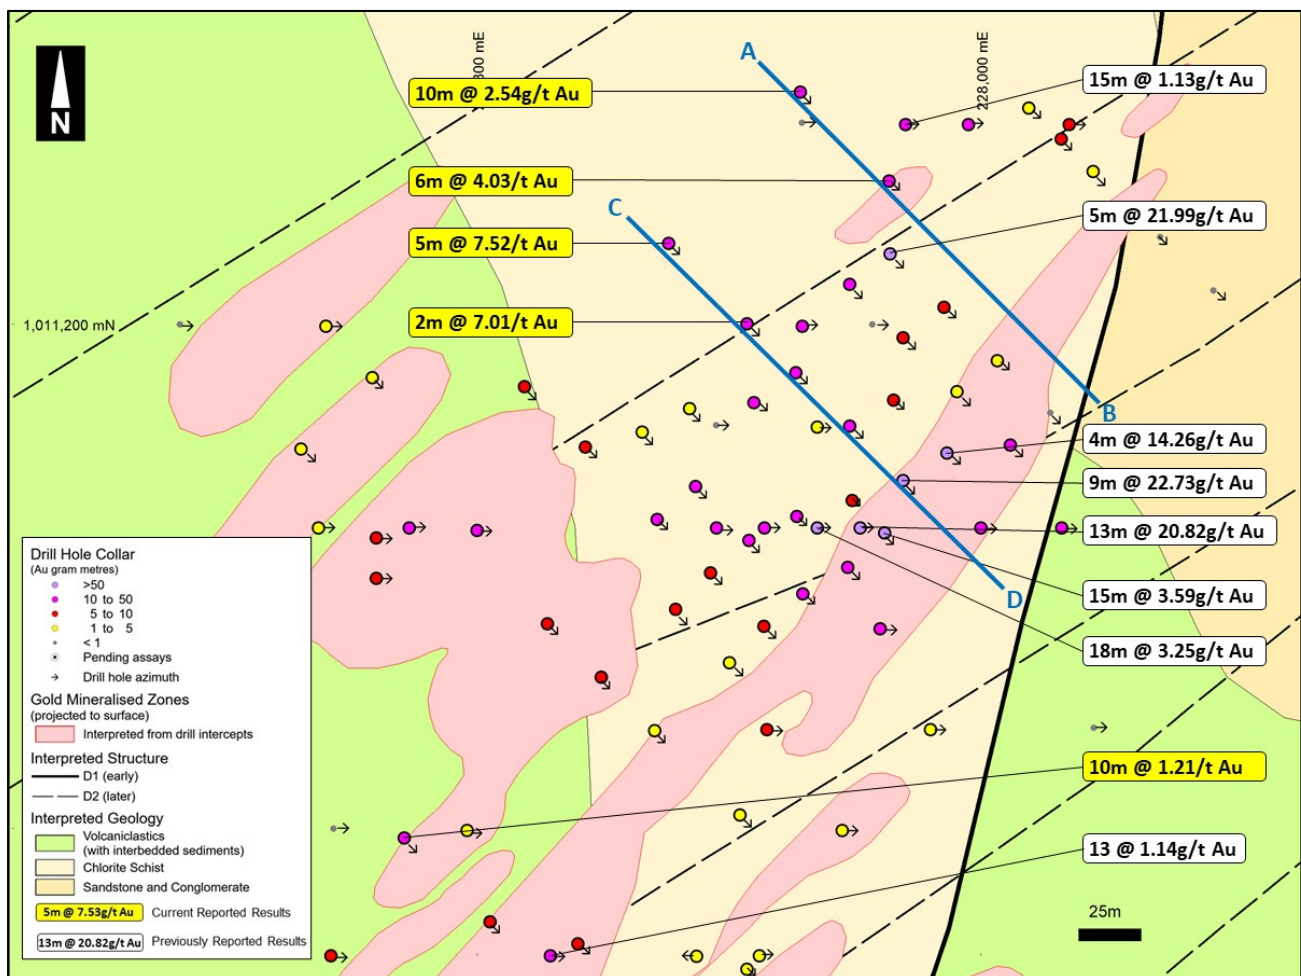 N
800 mE
228,000 mE
A
10m @ 2.54g/t Au
15m @ 1.13g/t Au
6m @ 4.03/t Au
C
5m @ 21.99g/t Au
5m @ 7.52/t Au
2m @ 7.01/t Au
1,011,200 mN
B
4m @ 14.26g/t Au
9m @ 22.73g/t Au
13m @ 20.82g/t Au
D
15m @ 3.59g/t Au
18m @ 3.25g/t Au
10m @ 1.21/t Au
13 @ 1.14g/t Au
25m
Drill Hole Collar
(Au gram metres)
>50
10 to 50
5 to 10
1 to 5
< 1
Pending assays
Drill hole azimuth
Gold Mineralised Zones
(projected to surface)
Interpreted from drill intercepts
Interpreted Structure
D1 (early)
D2 (later)
Interpreted Geology
Volcaniclastics
(with interbedded sediments)
Chlorite Schist
Sandstone and Conglomerate
5m @ 7.53g/t Au Current Reported Results
13m @ 20.82g/t Au Previously Reported Results